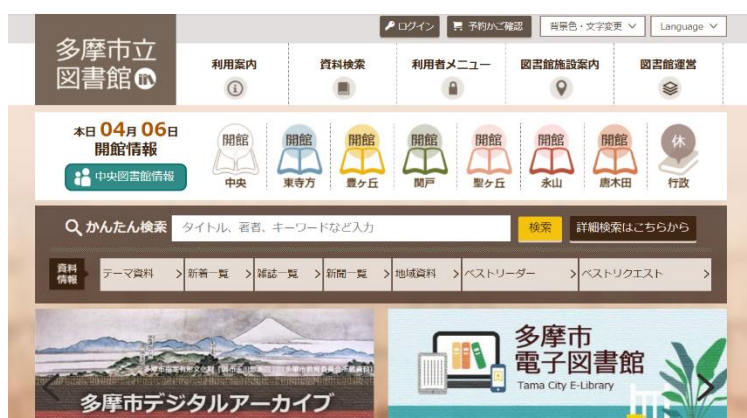 ログイン
予約かご確認
背景色・文字変更
Language
多摩市立
図書館
利用案内
資料検索
利用者メニュー
図書館施設案内
図書館運営
本日 04月 06日
開館情報
中央図書館情報
開館
中央
開館
東寺方
開館
豊ヶ丘
開館
関戸
開館
聖ヶ丘
開館
永山
開館
唐木田
休
行政
かんたん検索
タイトル、著者、キーワードなど入力
検索
詳細検索はこちらから
資料
情報
テーマ資料
新着一覧
雑誌一覧
新聞一覧
地域資料
ベストリーダー
ベストリクエスト
多摩市デジタルアーカイブ
多摩市
電子図書館
Tama City E-Library